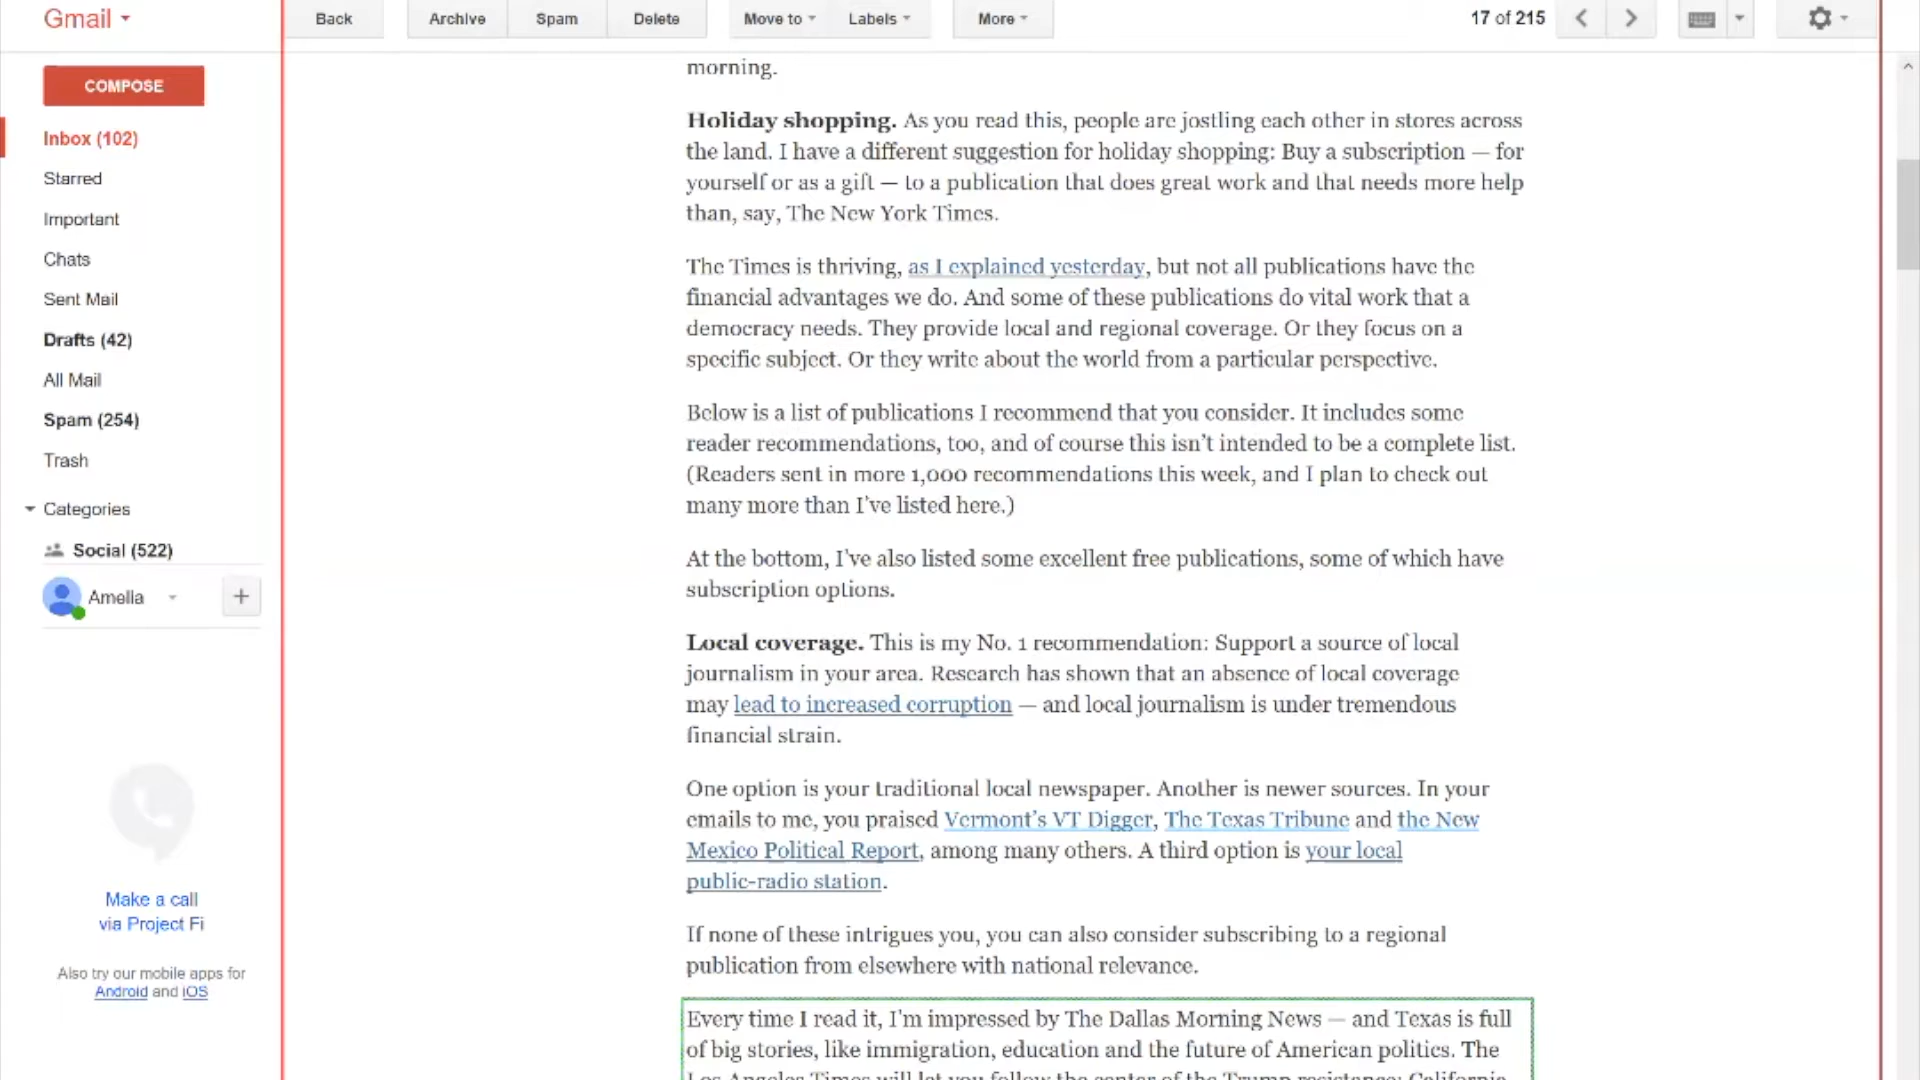 Gmail
Back
Archive
Spam
Delete
Move to
Labels
More
17 of 215
COMPOSE
Inbox (102)
Starred
Important
Chats
Sent Mail
Drafts (42)
All Mail
Spam (254)
Trash
Categories
Social (522)
Amelia
+
Make a call
via Project Fi
Also try our mobile apps for
Android and iOS
morning.
Holiday shopping. As you read this, people are jostling each other in stores across
the land. I have a different suggestion for holiday shopping: Buy a subscription — for
yourself or as a gift — to a publication that does great work and that needs more help
than, say, The New York Times.
The Times is thriving, as I explained yesterday, but not all publications have the
financial advantages we do. And some of these publications do vital work that a
democracy needs. They provide local and regional coverage. Or they focus on a
specific subject. Or they write about the world from a particular perspective.
Below is a list of publications I recommend that you consider. It includes some
reader recommendations, too, and of course this isn't intended to be a complete list.
(Readers sent in more 1,000 recommendations this week, and I plan to check out
many more than I've listed here.)
At the bottom, I've also listed some excellent free publications, some of which have
subscription options.
Local coverage. This is my No. 1 recommendation: Support a source of local
journalism in your area. Research has shown that an absence of local coverage
may lead to increased corruption — and local journalism is under tremendous
financial strain.
One option is your traditional local newspaper. Another is newer sources. In your
emails to me, you praised Vermont's VT Digger, The Texas Tribune and the New
Mexico Political Report, among many others. A third option is your local
public-radio station.
If none of these intrigues you, you can also consider subscribing to a regional
publication from elsewhere with national relevance.
Every time I read it, I'm impressed by The Dallas Morning News — and Texas is full
of big stories, like immigration, education and the future of American politics. The
Los Angeles Times will let you follow the center of the Trump resistance: California